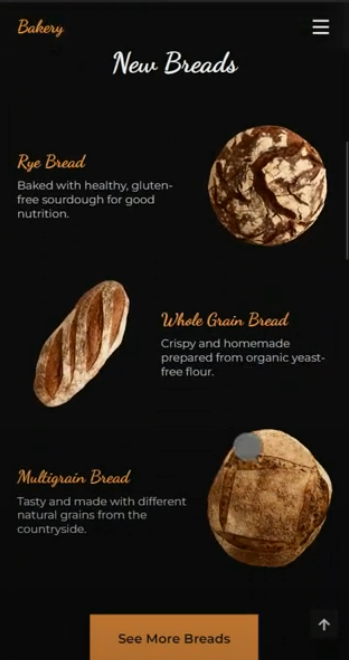 Bakery
New Breads
Rye Bread
Baked with healthy, gluten-
free sourdough for good
nutrition.
Whole Grain Bread
Crispy and homemade
prepared from organic yeast-
free flour.
Multigrain Bread
Tasty and made with different
natural grains from the
countryside.
See More Breads